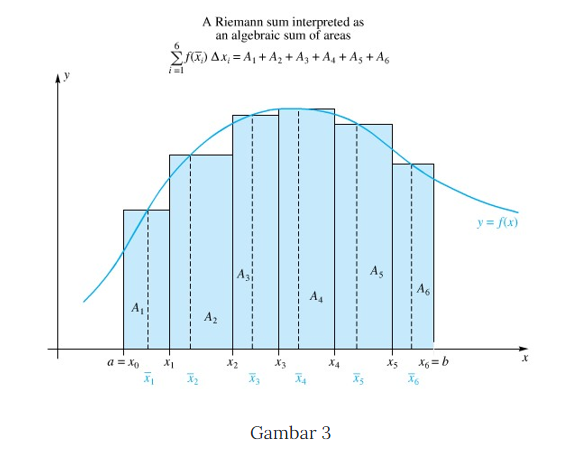 A Riemann sum interpreted as
an algebraic sum of areas
6
∑ f(x̅ᵢ) Δxᵢ = A₁ + A₂ + A₃ + A₄ + A₅ + A₆
i =1
y
y = f(x)
A₁ A₂ A₃ A₄ A₅ A₆
a = x₀ x₁ x₂ x₃ x₄ x₅ x₆ = b x
x̅₁ x̅₂ x̅₃ x̅₄ x̅₅ x̅₆
Gambar 3